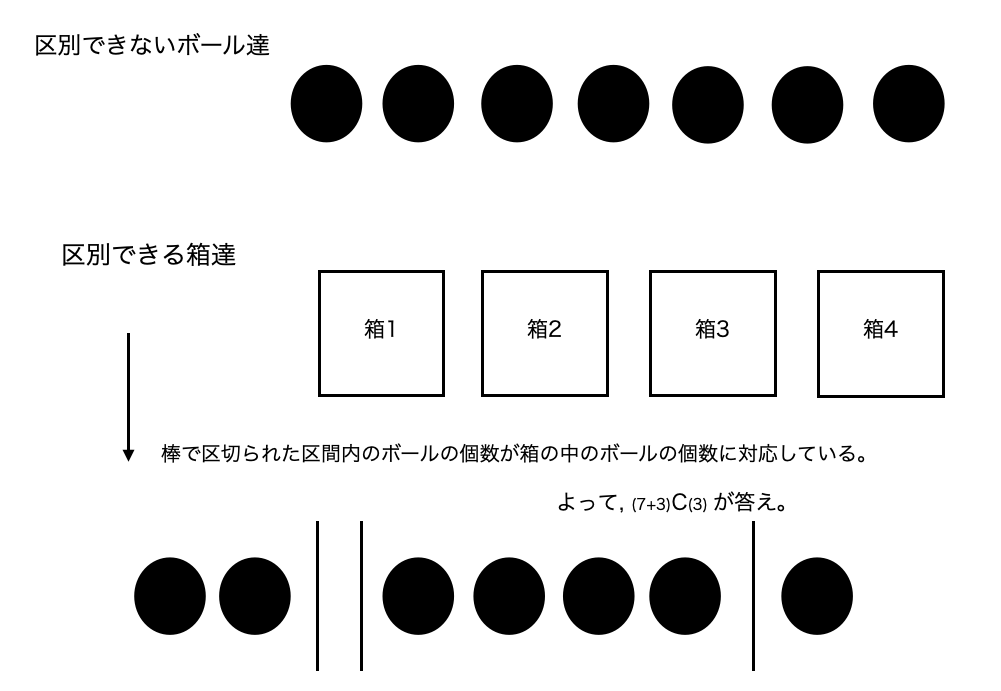 区別できないボール達
区別できる箱達
箱1
箱2
箱3
箱4
棒で区切られた区間内のボールの個数が箱の中のボールの個数に対応している。
よって, (7+3)C(3) が答え。